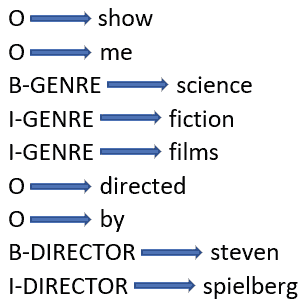 O show
O me
B-GENRE science
I-GENRE fiction
I-GENRE films
O directed
O by
B-DIRECTOR steven
I-DIRECTOR spielberg